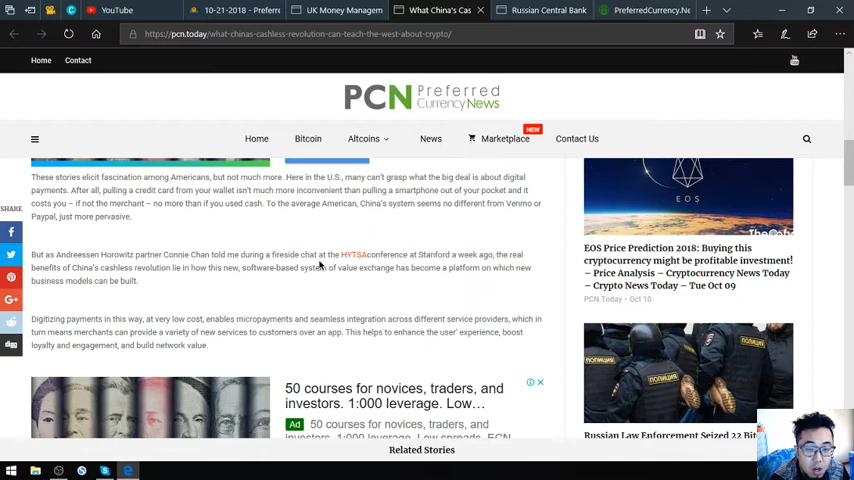 YouTube
10-21-2018 - Preferre
UK Money Managem
What China's Cas
Russian Central Bank
PreferredCurrency.Ne
https://pcn.today/what-chinas-cashless-revolution-can-teach-the-west-about-crypto/
Home Contact
PCN Preferred
Currency News
Home
Bitcoin
Altcoins
News
Marketplace
NEW
Contact Us
These stories elicit fascination among Americans, but not much more. Here in the U.S., many can't grasp what the big deal is about digital
payments. After all, pulling a credit card from your wallet isn't much more inconvenient than pulling a smartphone out of your pocket and it
costs you – if not the merchant – no more than if you used cash. To the average American, China's system seems no different from Venmo or
Paypal, just more pervasive.
SHARE
But as Andreessen Horowitz partner Connie Chan told me during a fireside chat at the HYTSAconference at Stanford a week ago, the real
benefits of China's cashless revolution lie in how this new, software-based system of value exchange has become a platform on which new
business models can be built.
Digitizing payments in this way, at very low cost, enables micropayments and seamless integration across different service providers, which in
turn means merchants can provide a variety of new services to customers over an app. This helps to enhance the user' experience, boost
loyalty and engagement, and build network value.
50 courses for novices, traders, and
investors. 1:000 leverage. Low...
Ad 50 courses for novices, traders, and
investors. 1:000 leverage. Low spreads. ECN
EOS
EOS Price Prediction 2018: Buying this
cryptocurrency might be profitable investment!
– Price Analysis – Cryptocurrency News Today
– Crypto News Today – Tue Oct 09
PCN.Today - Oct 10
ПОЛИЦИЯ
ПОЛИЦИЯ
Russian Law Enforcement Seized 22 Bit
Related Stories